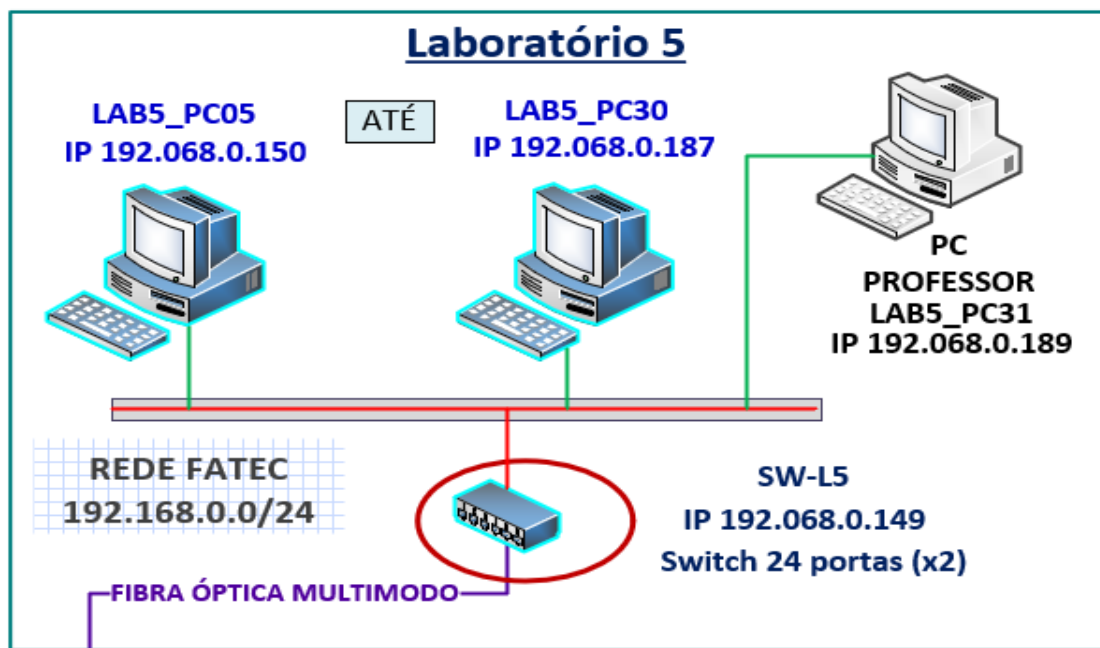 Laboratório 5
LAB5_PC05
IP 192.068.0.150
ATÉ
LAB5_PC30
IP 192.068.0.187
PC
PROFESSOR
LAB5_PC31
IP 192.068.0.189
REDE FATEC
192.168.0.0/24
SW-L5
IP 192.068.0.149
Switch 24 portas (x2)
FIBRA ÓPTICA MULTIMODO